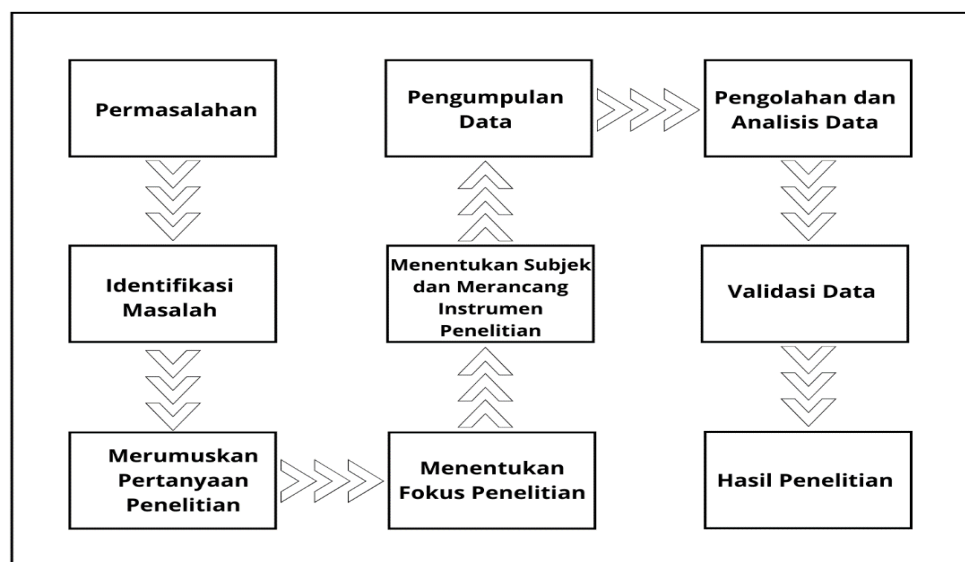 Permasalahan
Identifikasi
Masalah
Merumuskan
Pertanyaan
Penelitian
Menentukan
Fokus Penelitian
Menentukan Subjek
dan Merancang
Instrumen
Penelitian
Pengumpulan
Data
Pengolahan dan
Analisis Data
Validasi Data
Hasil Penelitian